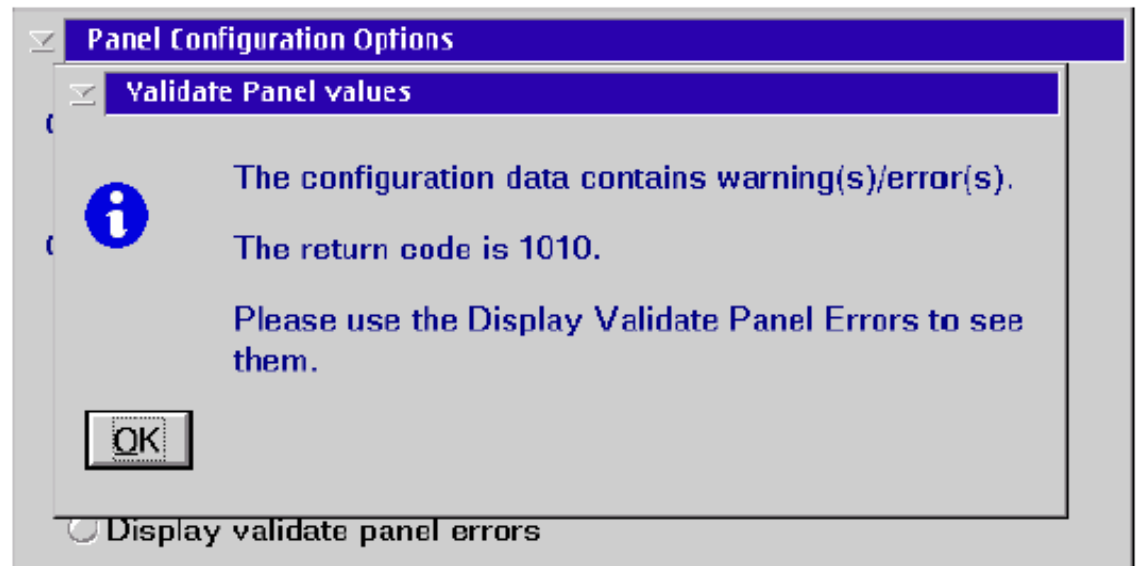 Panel Configuration Options
Validate Panel values
The configuration data contains warning(s)/error(s).
The return code is 1010.
Please use the Display Validate Panel Errors to see
them.
OK
Display validate panel errors